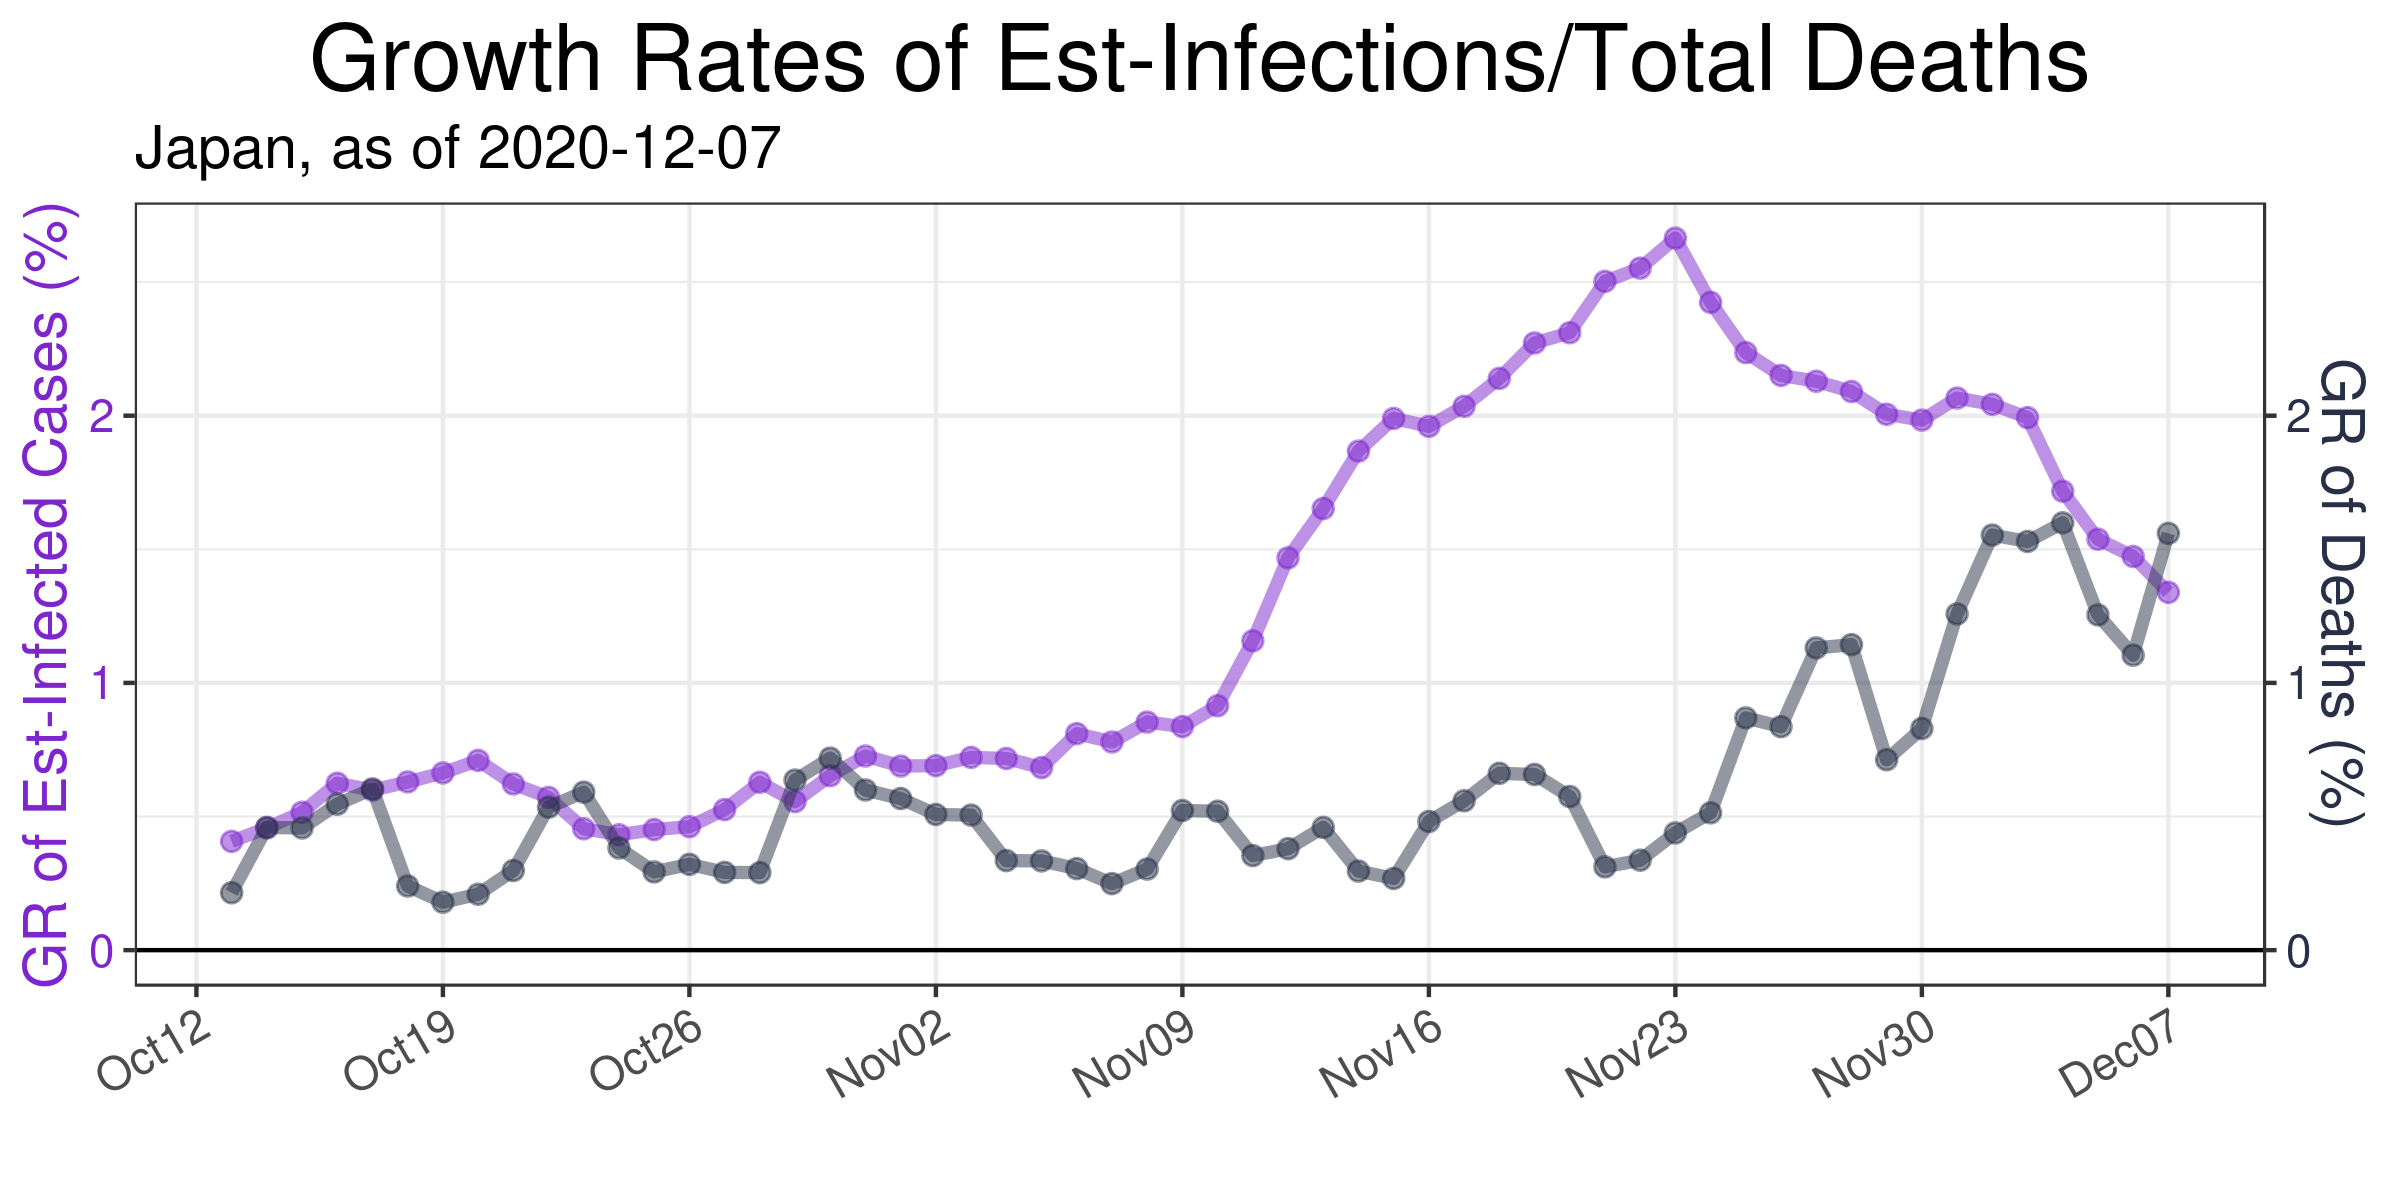 Growth Rates of Est-Infections/Total Deaths
Japan, as of 2020-12-07
GR of Est-Infected Cases (%)
2
1
0
2
1
0
GR of Deaths (%)
Oct12
Oct19
Oct26
Nov02
Nov09
Nov16
Nov23
Nov30
Dec07